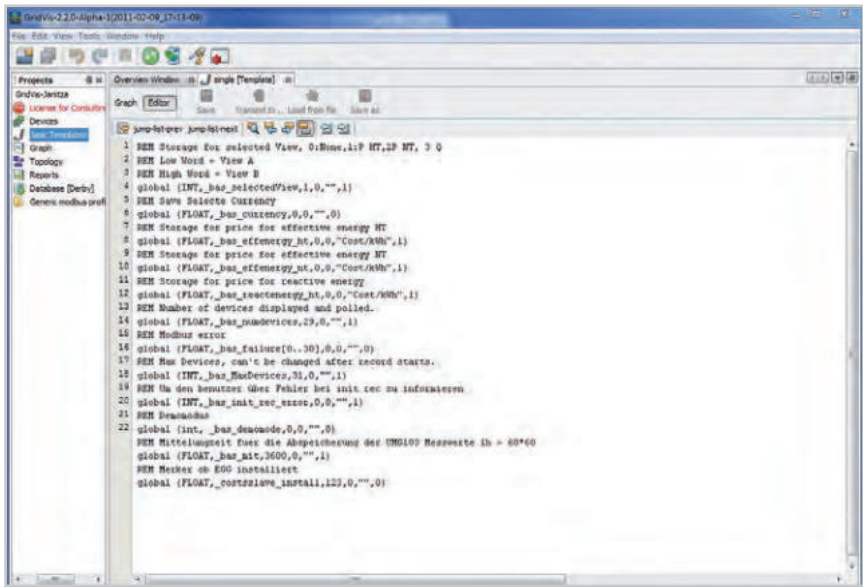 GridVis-2.2.0-Alpha-1(2011-02-09_17-13-09)
File Edit View Tools Window Help
Projects
Overview Window
single [Template]
GridVis-Janitza
License for Consulting
Devices
Graph
Topology
Reports
Database [Derby]
Generic modbus profi
Graph Editor Save Transmit to... Load from file Save as
jump-list-prev jump-list-next
1 REM Storage for selected View, 0:None,1:P HT,2P NT, 3 Q
2 REM Low Word = View A
3 REM High Word = View B
4 global (INT,_bas_selectedView,1,0,"",1)
5 REM Save Selecte Currency
6 global (FLOAT,_bas_currency,0,0,"",0)
7 REM Storage for price for effective energy HT
8 global (FLOAT,_bas_effenergy_ht,0,0,"Cost/kWh",1)
9 REM Storage for price for effective energy NT
10 global (FLOAT,_bas_effenergy_nt,0,0,"Cost/kWh",1)
11 REM Storage for price for reactive energy
12 global (FLOAT,_bas_reactenergy_ht,0,0,"Cost/kWh",1)
13 REM Number of devices displayed and polled.
14 global (FLOAT,_bas_numdevices,29,0,"",1)
15 REM Modbus error
16 global (FLOAT,_bas_failure[0..30],0,0,"",0)
17 REM Max Devices, can't be changed after record starts.
18 global (INT,_bas_MaxDevices,31,0,"",1)
19 REM Um den benutzer über Fehler bei init rec zu informieren
20 global (INT,_bas_init_rec_error,0,0,"",1)
21 REM Demomodus
22 global (int, _bas_demomode,0,0,"",0)
REM Mittelungzeit fuer die Abspeicherung der UMG103 Messwerte 1h = 60*60
global (FLOAT,_bas_mit,3600,0,"",1)
REM Merker ob EGG installiert
global (FLOAT,_costsslave_install,123,0,"",0)